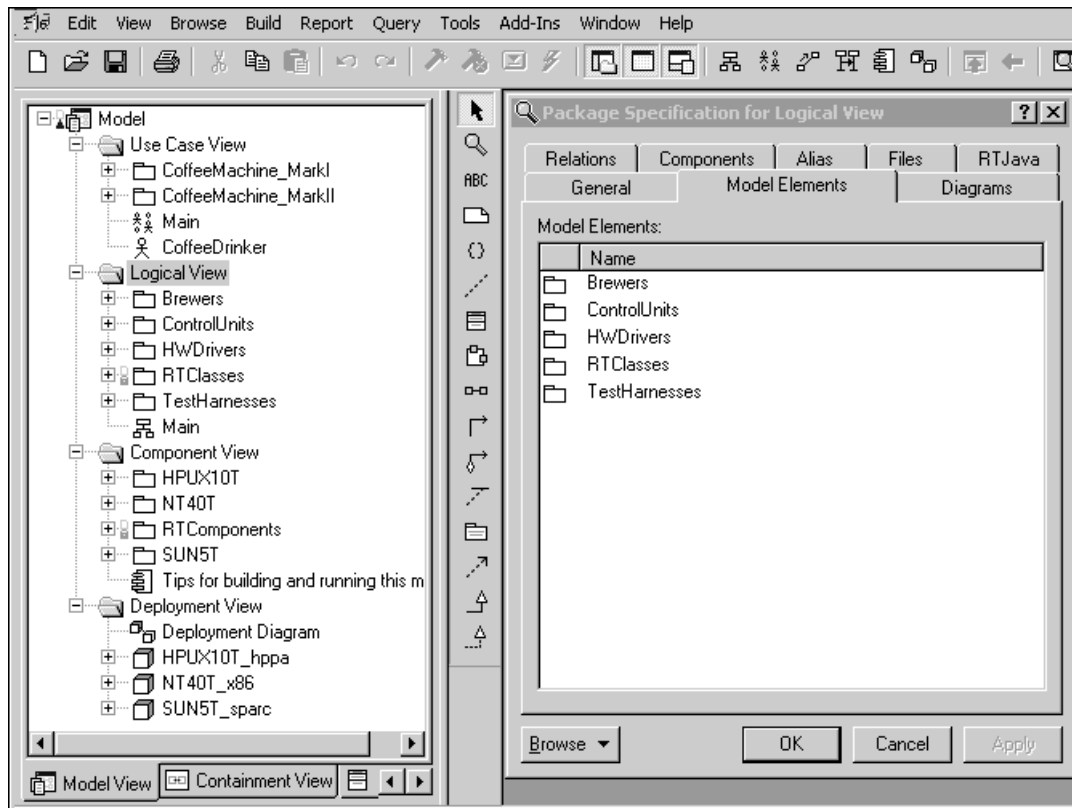 File Edit View Browse Build Report Query Tools Add-Ins Window Help
Model
Use Case View
CoffeeMachine_MarkI
CoffeeMachine_MarkII
Main
CoffeeDrinker
Logical View
Brewers
ControlUnits
HWDrivers
RTClasses
TestHarnesses
Main
Component View
HPUX10T
NT40T
RTComponents
SUN5T
Tips for building and running this m
Deployment View
Deployment Diagram
HPUX10T_hppa
NT40T_x86
SUN5T_sparc
Model View Containment View
ABC
Package Specification for Logical View
Relations Components Alias Files RTJava
General Model Elements Diagrams
Model Elements:
Name
Brewers
ControlUnits
HWDrivers
RTClasses
TestHarnesses
Browse OK Cancel Apply